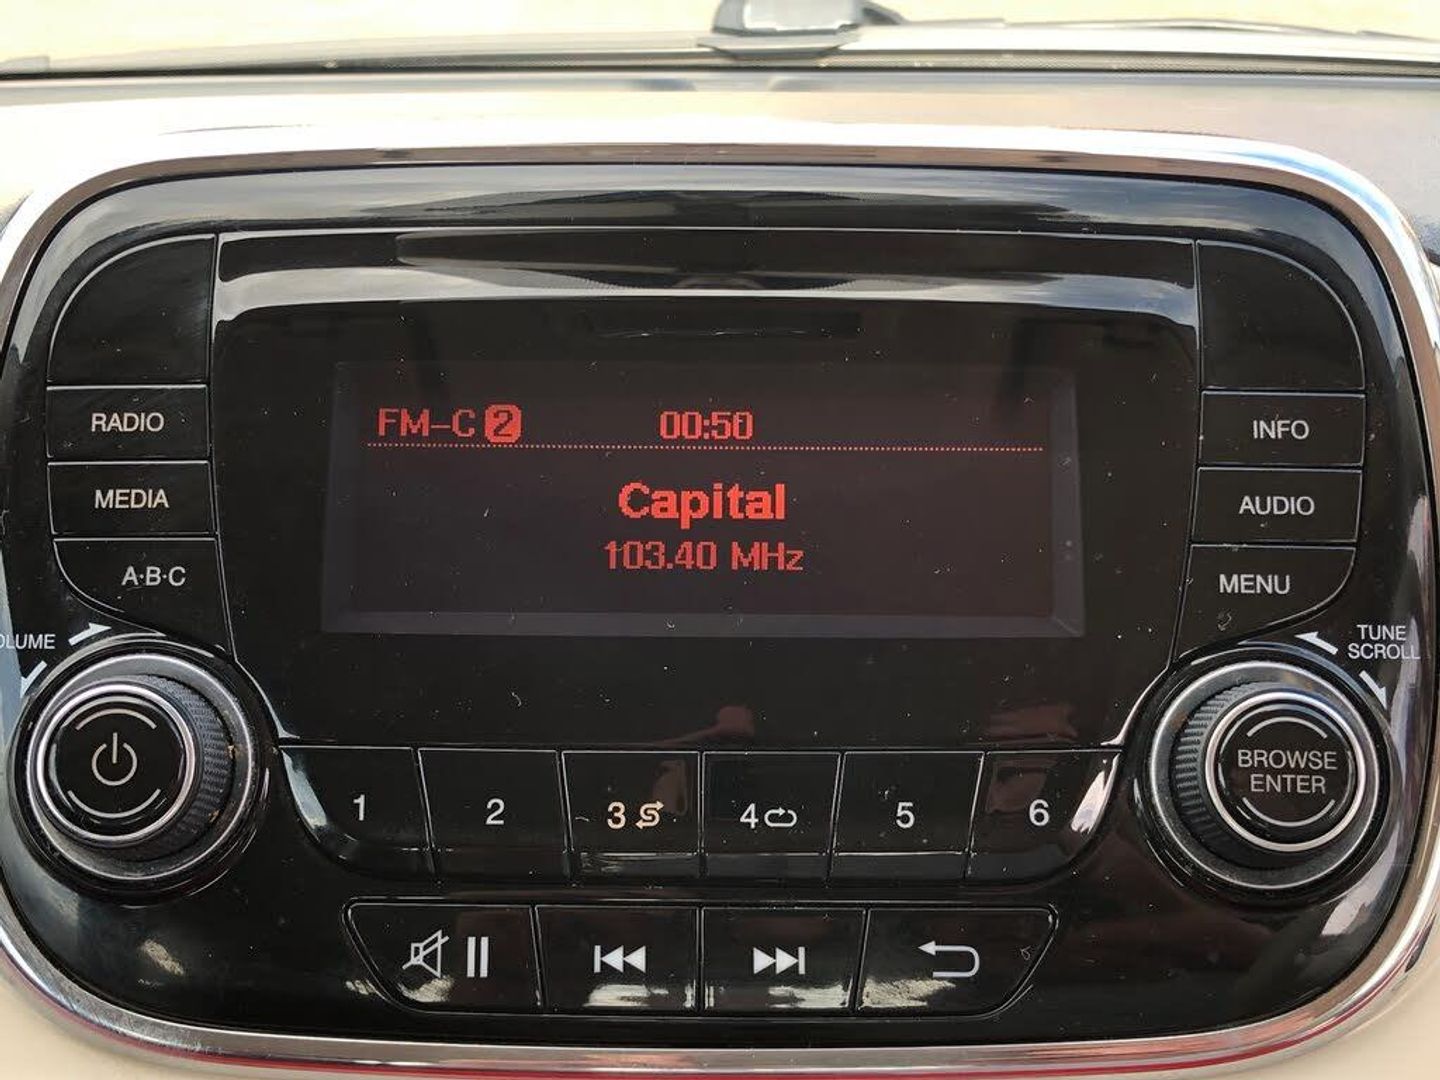 FM-C 2 00:50
Capital
103.40 MHz
RADIO
MEDIA
A·B·C
INFO
AUDIO
MENU
OLUME
TUNE
SCROLL
BROWSE
ENTER
1 2 3 4 5 6